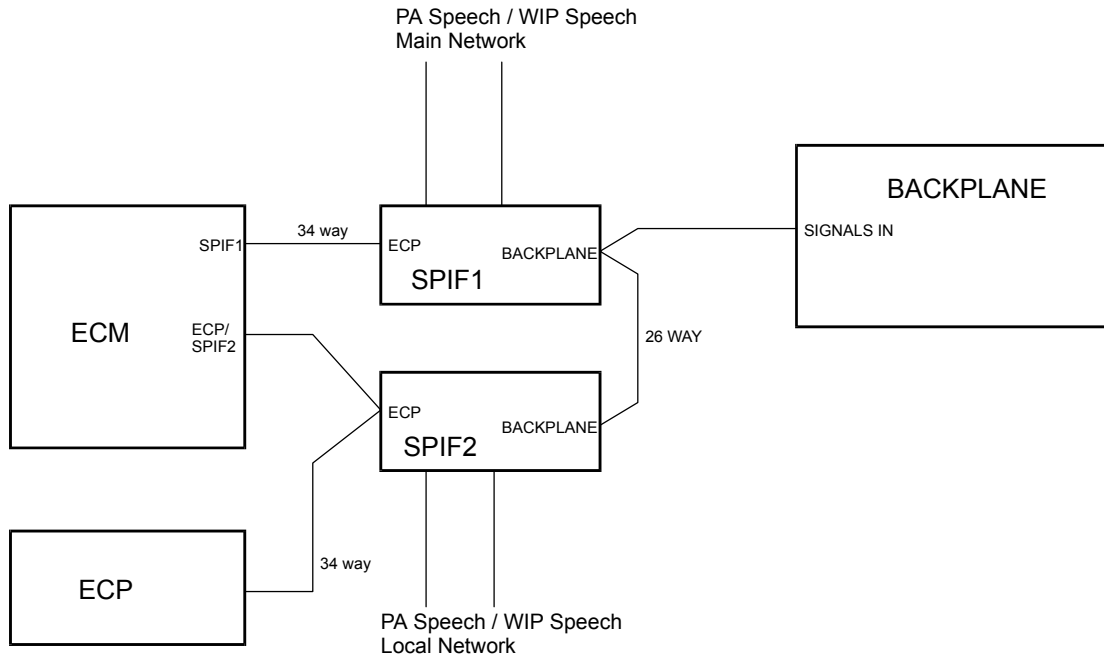 PA Speech / WIP Speech
Main Network
BACKPLANE
SIGNALS IN
SPIF1
34 way
ECP
BACKPLANE
SPIF1
ECM
ECP/
SPIF2
26 WAY
ECP
BACKPLANE
SPIF2
34 way
ECP
PA Speech / WIP Speech
Local Network